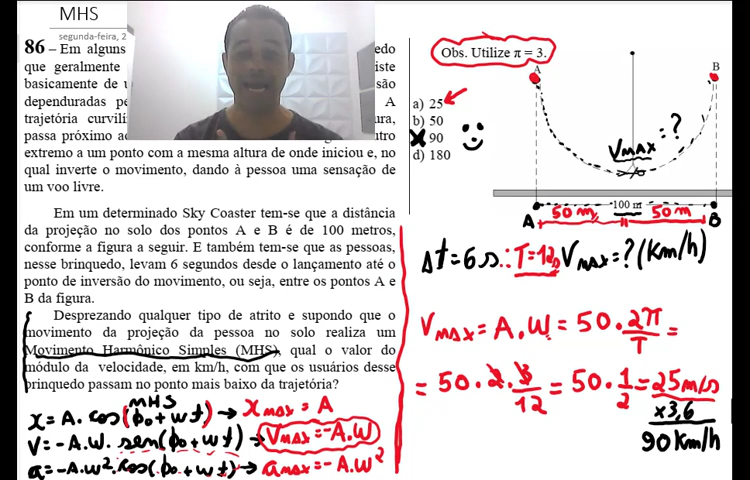 MHS
segunda-feira, 2
86 – Em alguns edo
que geralmente iste
basicamente de u são
dependuradas pe A
trajetória curvilí ura,
passa próximo ao utro
extremo a um ponto com a mesma altura de onde iniciou e, no
qual inverte o movimento, dando à pessoa uma sensação de
um voo livre.
Em um determinado Sky Coaster tem-se que a distância
da projeção no solo dos pontos A e B é de 100 metros,
conforme a figura a seguir. E também tem-se que as pessoas,
nesse brinquedo, levam 6 segundos desde o lançamento até o
ponto de inversão do movimento, ou seja, entre os pontos A e
B da figura.
Desprezando qualquer tipo de atrito e supondo que o
movimento da projeção da pessoa no solo realiza um
Movimento Harmônico Simples (MHS), qual o valor do
módulo da velocidade, em km/h, com que os usuários desse
brinquedo passam no ponto mais baixo da trajetória?
MHS
x = A. cos(ϕ0 + wt) → xmax = A
V = -A.W. sen(ϕ0 + wt) → Vmax = -A.W
a = -A.w². cos(ϕ0 + wt) → amax = -A.w²
Obs. Utilize π = 3.
a) 25
b) 50
90
d) 180
A
B
VMAX = ?
100 m
A 50 m 50 m B
Δt = 6s ∴ T = 12s VMAX = ? (Km/h)
VMAX = A.W = 50 . 2π/T =
= 50 . 2 . 3/12 = 50 . 1/2 = 25 m/s
x3,6
90 Km/h